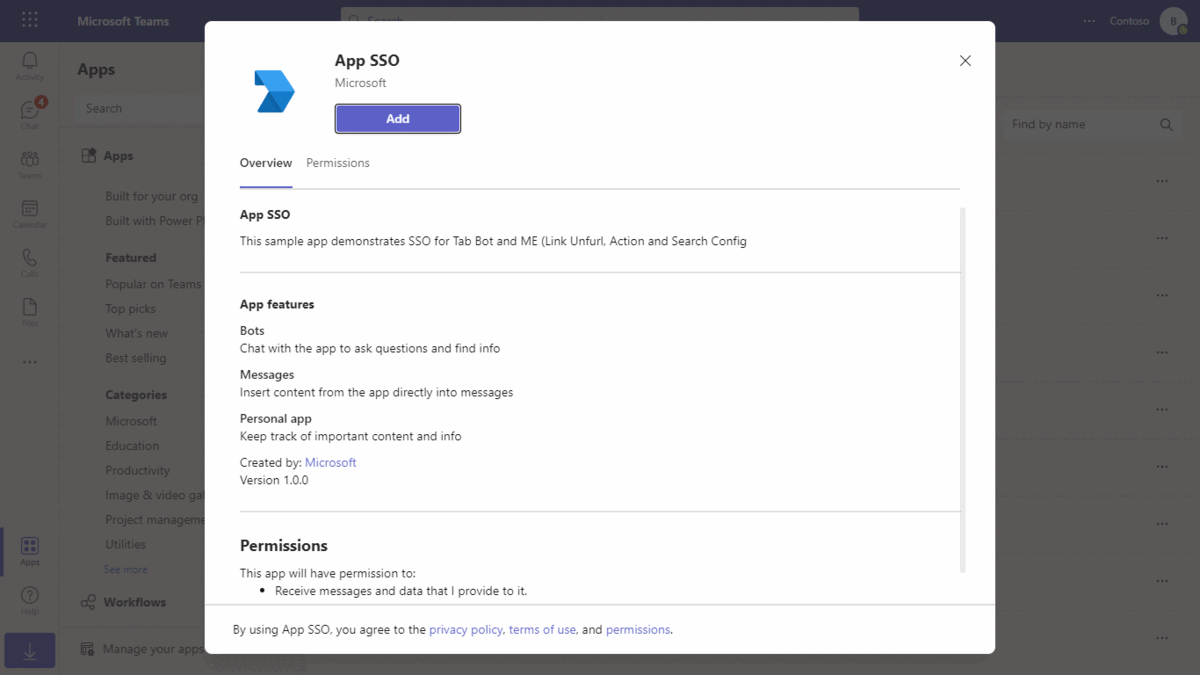 Microsoft Teams
Search
Contoso
B
Activity
4
Chat
Teams
Calendar
Calls
Files
Apps
Help
Apps
Search
Apps
Built for your org
Built with Power
Featured
Popular on Teams
Top picks
What's new
Best selling
Categories
Microsoft
Education
Productivity
Image & video
Project
Utilities
See more
Workflows
Manage your apps
Find by name
App SSO
Microsoft
Add
Overview Permissions
App SSO
This sample app demonstrates SSO for Tab Bot and ME (Link Unfurl, Action and Search Config
App features
Bots
Chat with the app to ask questions and find info
Messages
Insert content from the app directly into messages
Personal app
Keep track of important content and info
Created by: Microsoft
Version 1.0.0
Permissions
This app will have permission to:
• Receive messages and data that I provide to it.
By using App SSO, you agree to the privacy policy, terms of use, and permissions.